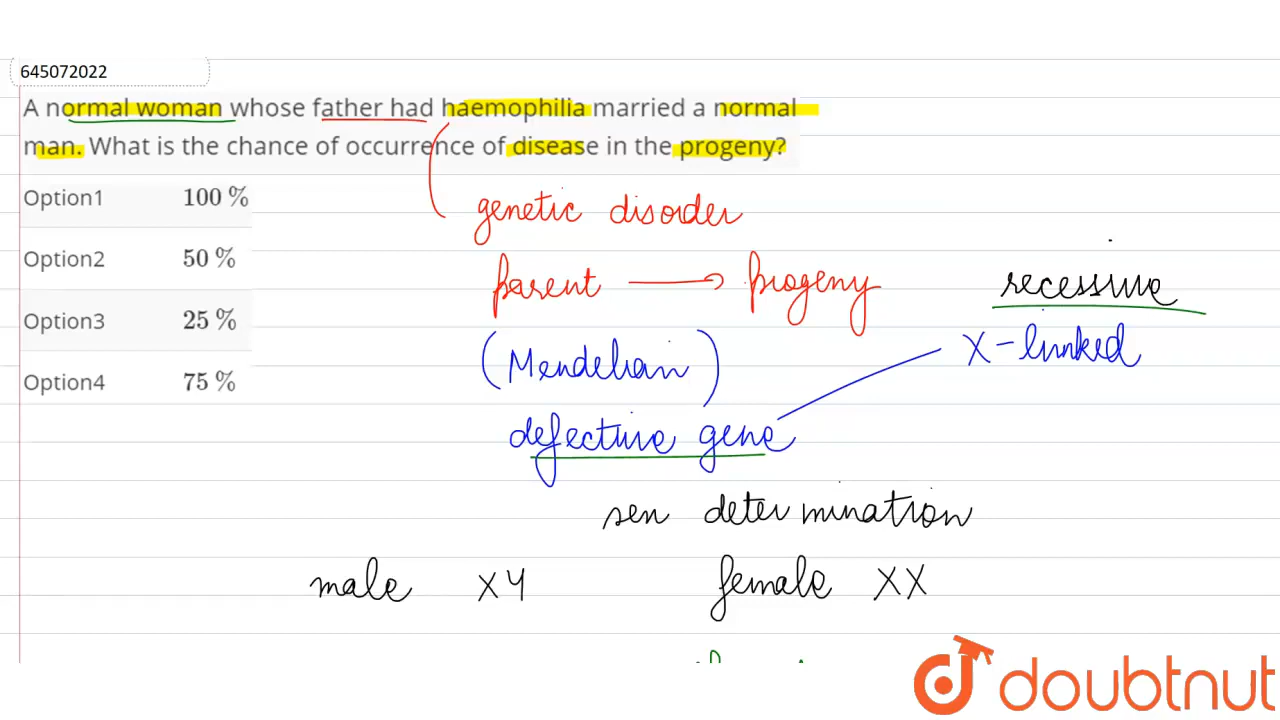 645072022
A normal woman whose father had haemophilia married a normal
man. What is the chance of occurrence of disease in the progeny?
Option1 100 %
Option2 50 %
Option3 25 %
Option4 75 %
genetic disorder
Parent → Progeny
recessive
(Mendelian)
X-linked
defective gene
sex determination
male XY female XX
doubtnut